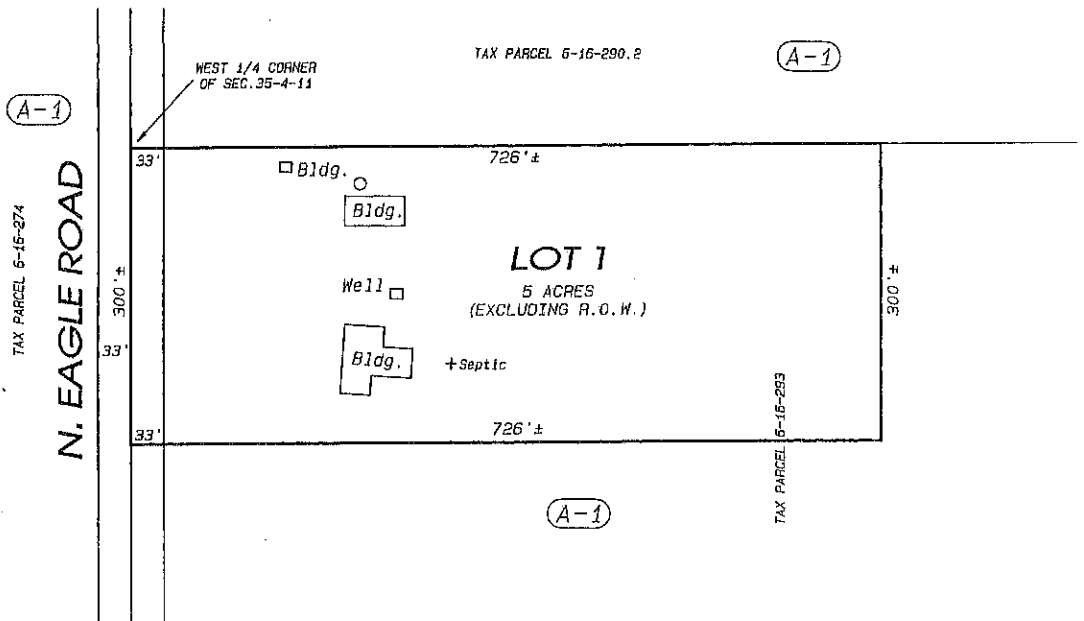 TAX PARCEL 6-16-290.2
A-1
WEST 1/4 CORNER
OF SEC.35-4-11
A-1
33'
726'±
Bldg.
Bldg.
N. EAGLE ROAD
TAX PARCEL 6-16-274
300'±
33'
LOT 1
5 ACRES
(EXCLUDING R.O.W.)
Well
300'±
Bldg.
+Septic
33'
726'±
TAX PARCEL 6-16-293
A-1